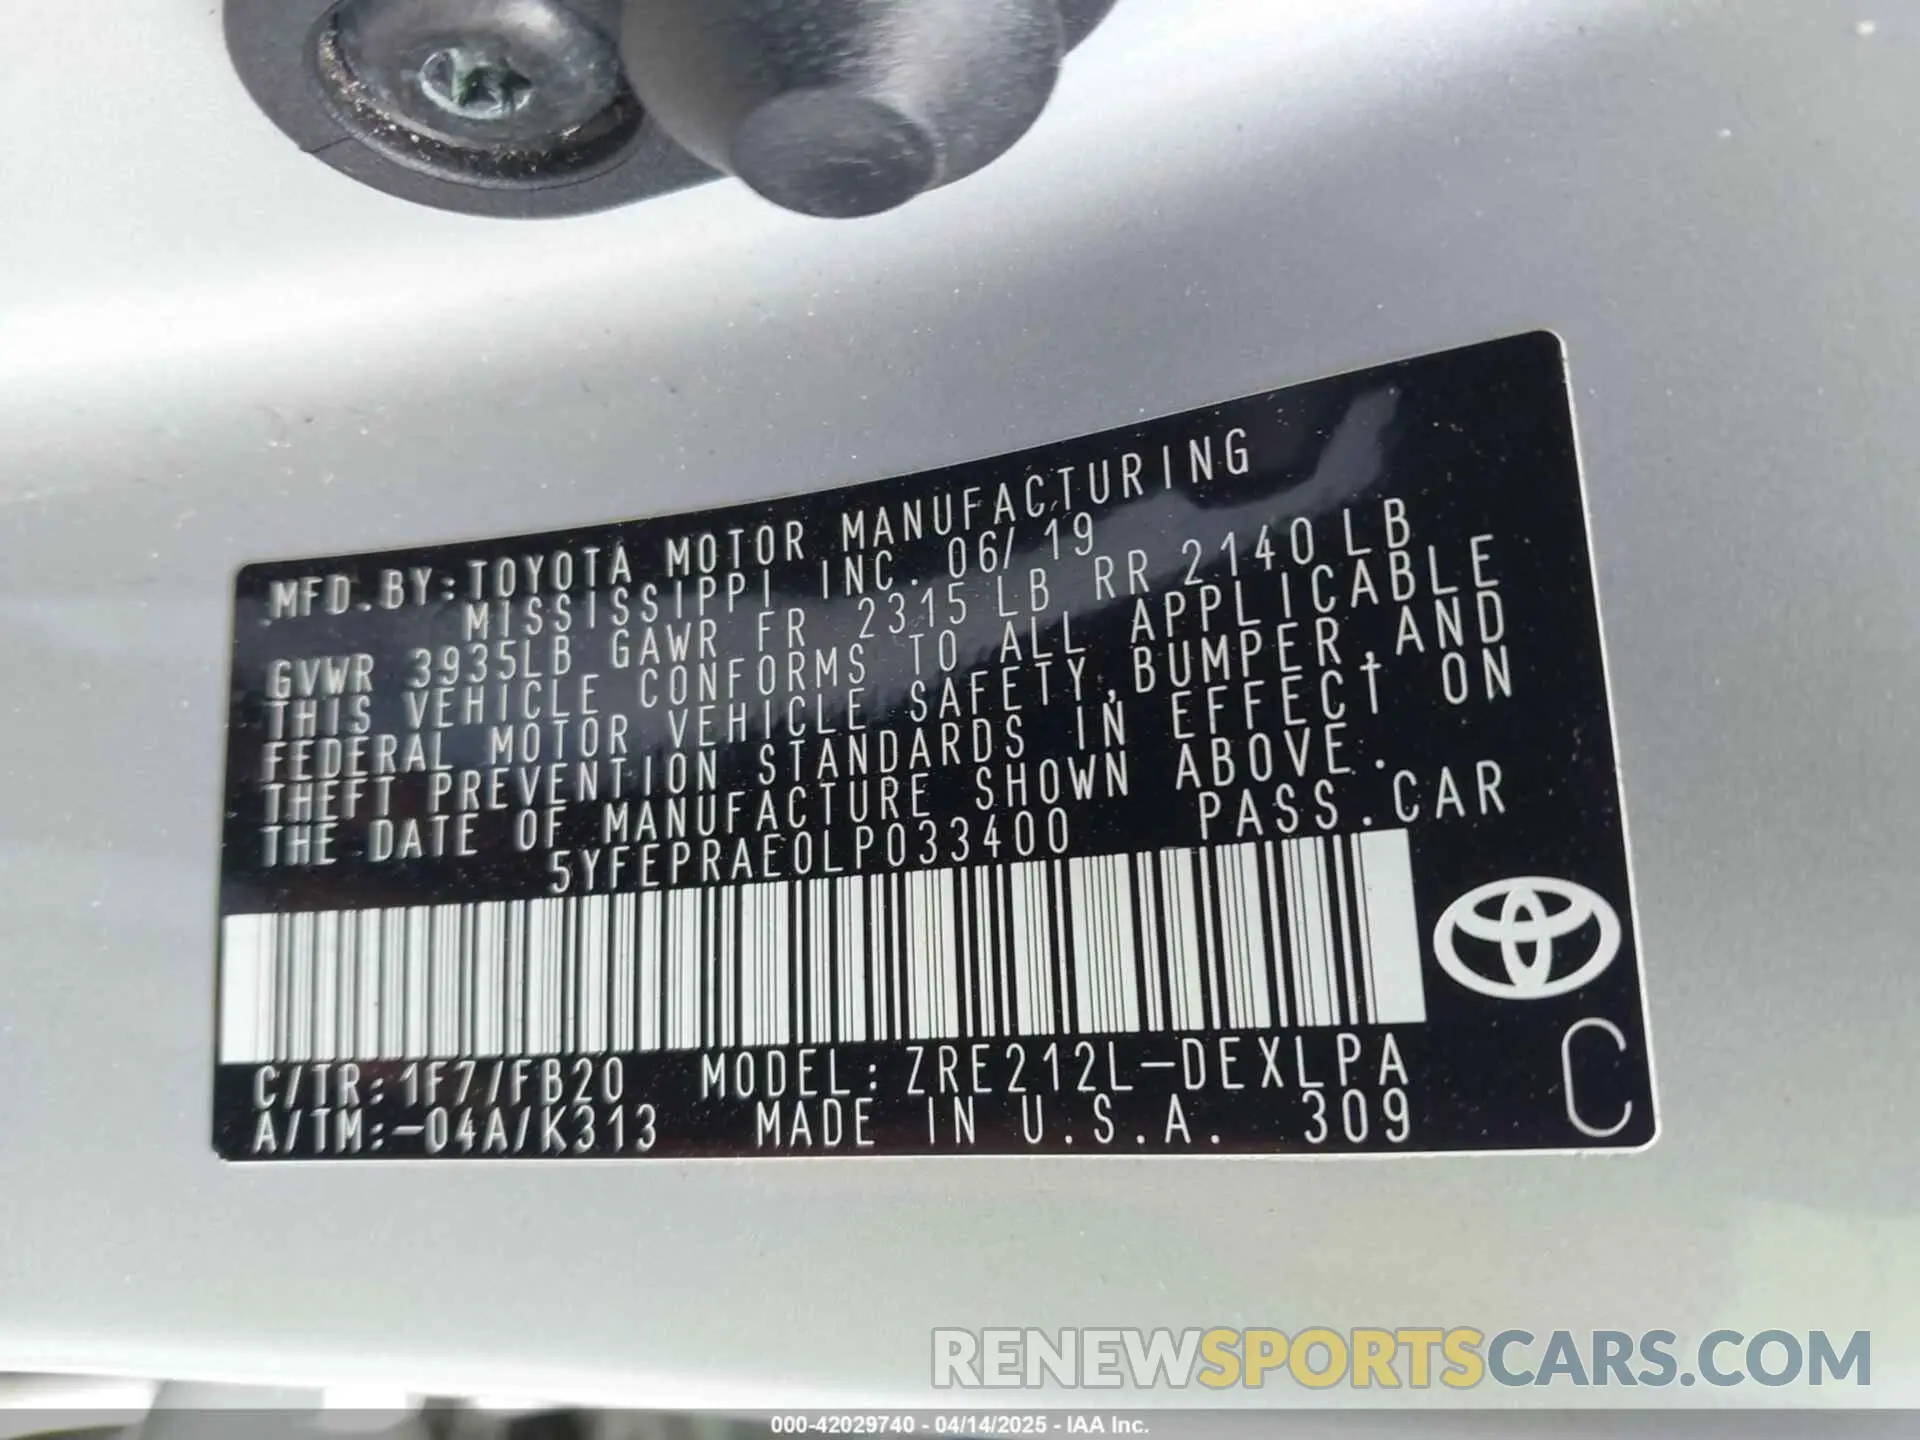 MFD.BY:TOYOTA MOTOR MANUFACTURING
MISSISSIPPI INC. 06/19
GVWR 3935LB GAWR FR 2315LB RR 2140LB
THIS VEHICLE CONFORMS TO ALL APPLICABLE
FEDERAL MOTOR VEHICLE SAFETY,BUMPER,AND
THEFT PREVENTION STANDARDS IN EFFECT ON
THE DATE OF MANUFACTURE SHOWN ABOVE.
5YFEPRAE0LP033400 PASS.CAR
C/TR:1F7/FB20 MODEL:ZRE212L-DEXLPA
A/TM:-04A/K313 MADE IN U.S.A. 309
C
RENEWSPORTSCARS.COM
000-42029740 - 04/14/2025 - IAA Inc.